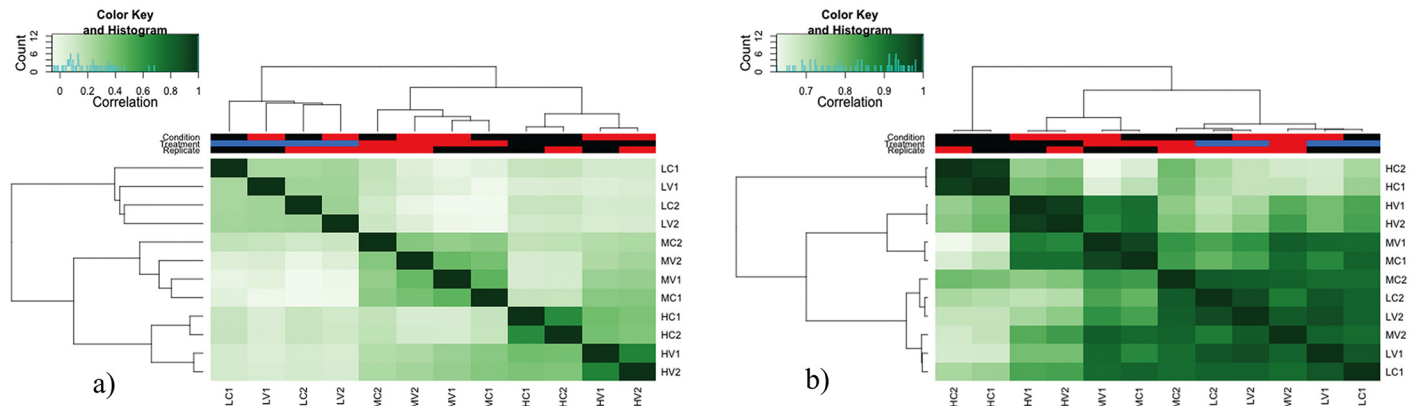 Color Key
and Histogram
Count
0 6 12
0 0.2 0.4 0.6 0.8 1
Correlation
Condition
Treatment
Replicate
LC1
LV1
LC2
LV2
MC2
MV2
MV1
MC1
HC1
HC2
HV1
HV2
LC1 LV1 LC2 LV2 MC2 MV2 MV1 MC1 HC1 HC2 HV1 HV2
a)
Color Key
and Histogram
Count
0 6 12
0.7 0.8 0.9 1
Correlation
Condition
Treatment
Replicate
HC2
HC1
HV1
HV2
MV1
MC1
MC2
LC2
LV2
MV2
LV1
LC1
HC2 HC1 HV1 HV2 MV1 MC1 MC2 LC2 LV2 MV2 LV1 LC1
b)